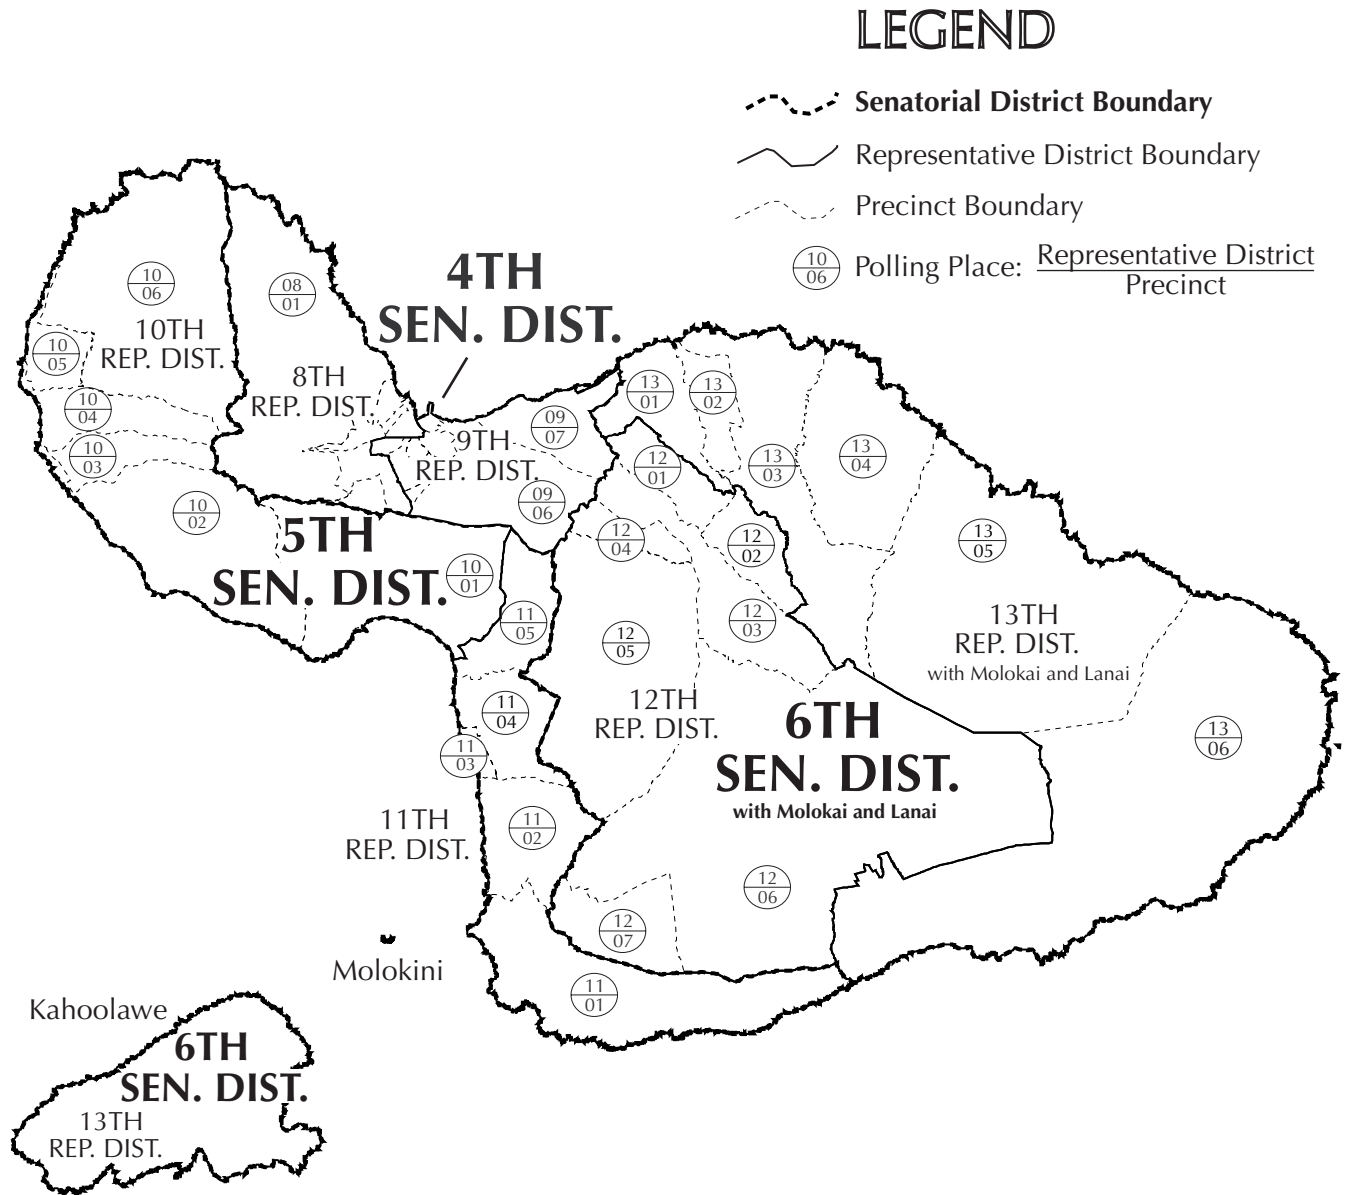 LEGEND
Senatorial District Boundary
Representative District Boundary
Precinct Boundary
10
06
Polling Place: Representative District
Precinct
4TH
SEN. DIST.
10
06
08
01
10TH
REP. DIST.
10
05
8TH
REP. DIST.
10
04
10
03
10
02
9TH
REP. DIST.
09
07
09
06
13
01
13
02
13
03
13
04
12
01
12
04
12
02
13
05
5TH
SEN. DIST.
10
01
11
05
12
05
12
03
13TH
REP. DIST.
with Molokai and Lanai
11
04
12TH
REP. DIST.
6TH
SEN. DIST.
with Molokai and Lanai
13
06
11
03
11TH
REP. DIST.
11
02
12
06
12
07
Molokini
11
01
Kahoolawe
6TH
SEN. DIST.
13TH
REP. DIST.